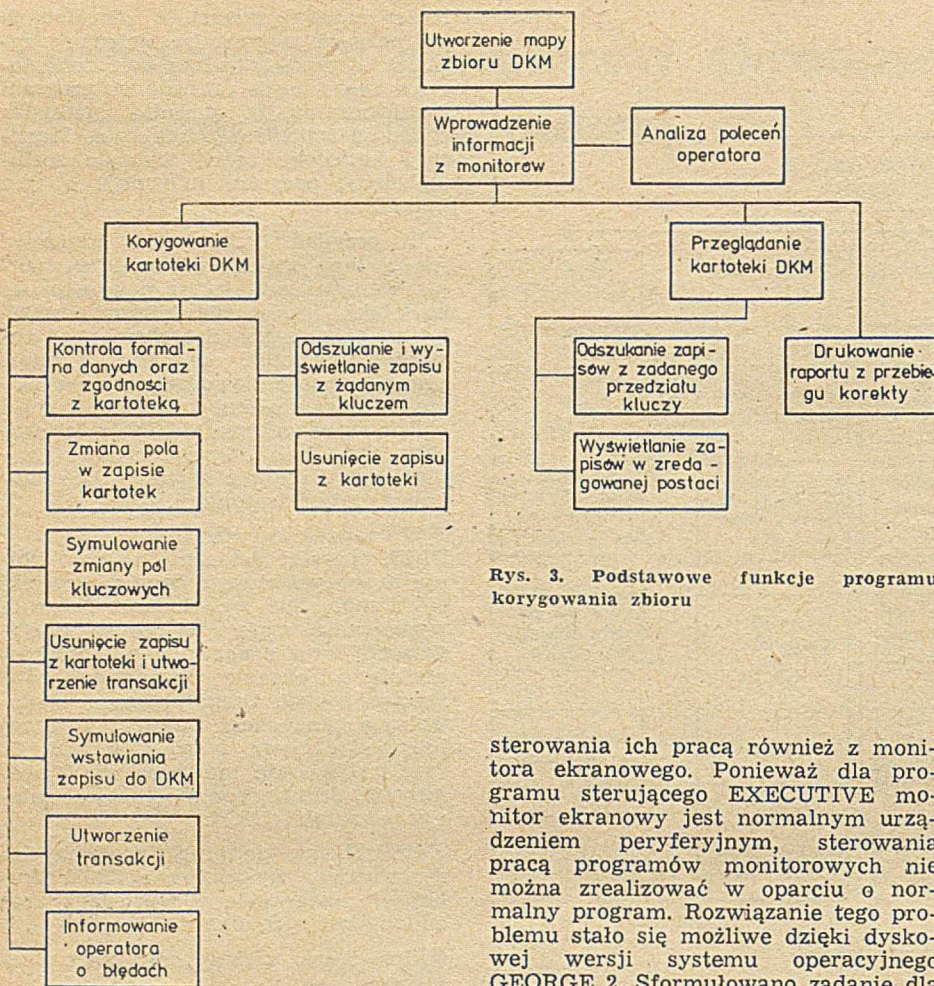 Utworzenie mapy
zbioru DKM
Wprowadzenie
informacji
z monitorów
Analiza poleceń
operatora
Korygowanie
kartoteki DKM
Przeglądanie
kartoteki DKM
Kontrola formal-
na danych oraz
zgodności
z kartoteką
Zmiana pola
w zapisie
kartotek
Symulowanie
zmiany pól
kluczowych
Usunięcie zapisu
z kartoteki i utwo-
rzenie transakcji
Symulowanie
wstawiania
zapisu do DKM
Utworzenie
transakcji
Informowanie
operatora
o błędach
Odszukanie i wy-
świetlanie zapisu
z żądanym
kluczem
Usunięcie zapisu
z kartoteki
Odszukanie zapi-
sów z zadanego
przedziału
kluczy
Wyświetlanie za-
pisów w zreda-
gowanej postaci
Drukowanie
raportu z przebie-
gu korekty
Rys. 3. Podstawowe funkcje programu
korygowania zbioru
sterowania ich pracą również z moni-
tora ekranowego. Ponieważ dla pro-
gramu sterującego EXECUTIVE mo-
nitor ekranowy jest normalnym urzą-
dzeniem peryferyjnym, sterowania
pracą programów monitorowych nie
można zrealizować w oparciu o nor-
malny program. Rozwiązanie tego pro-
blemu stało się możliwe dzięki dysko-
wej wersji systemu operacyjnego
GEORGE 2. Sformułowano zadanie dla